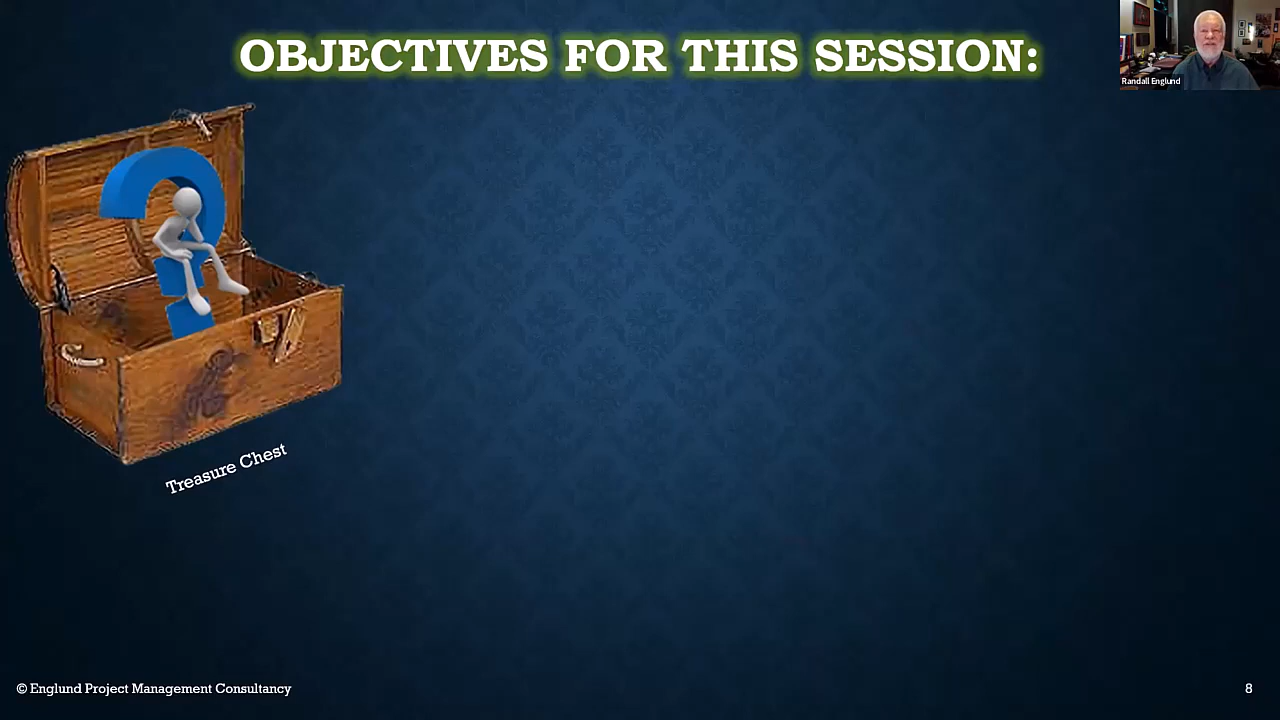 OBJECTIVES FOR THIS SESSION:
Randall Englund
Treasure Chest
© Englund Project Management Consultancy
8